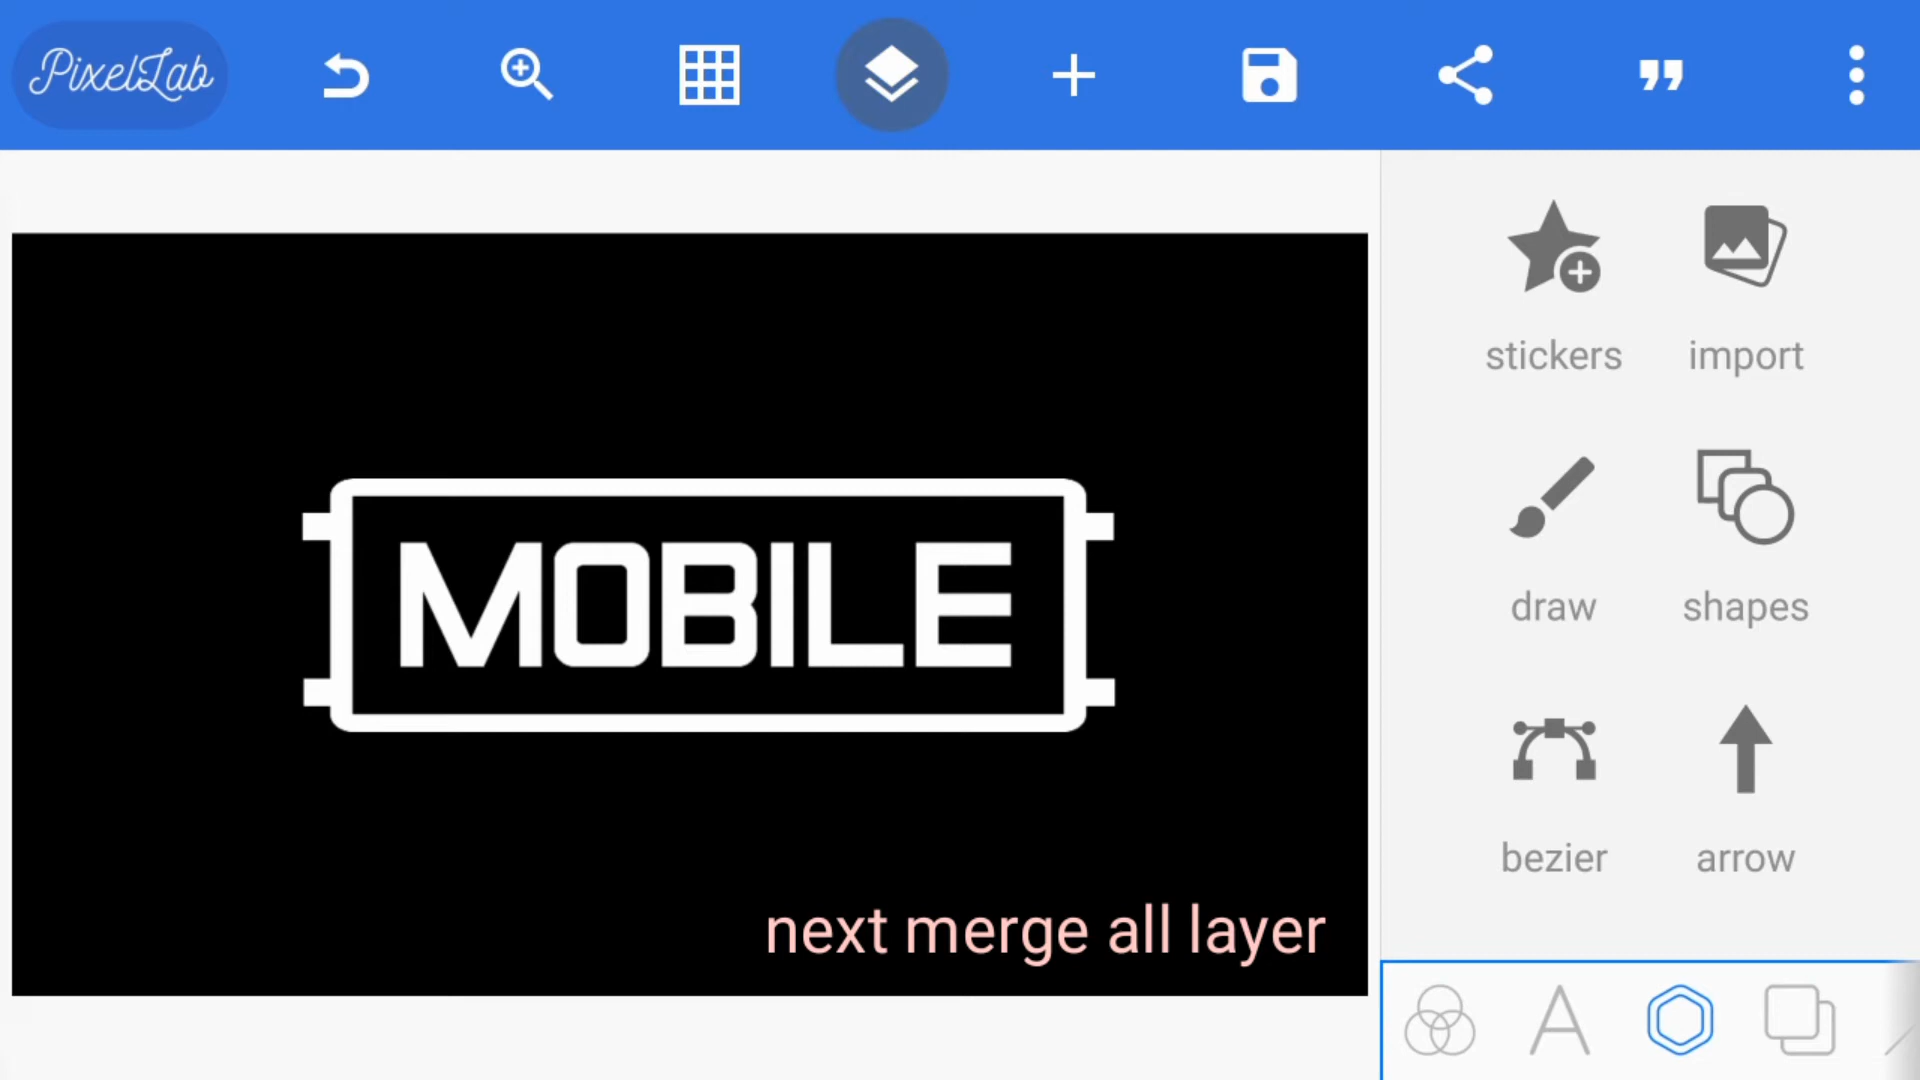 PixelLab
stickers import
MOBILE
draw shapes
bezier arrow
next merge all layer